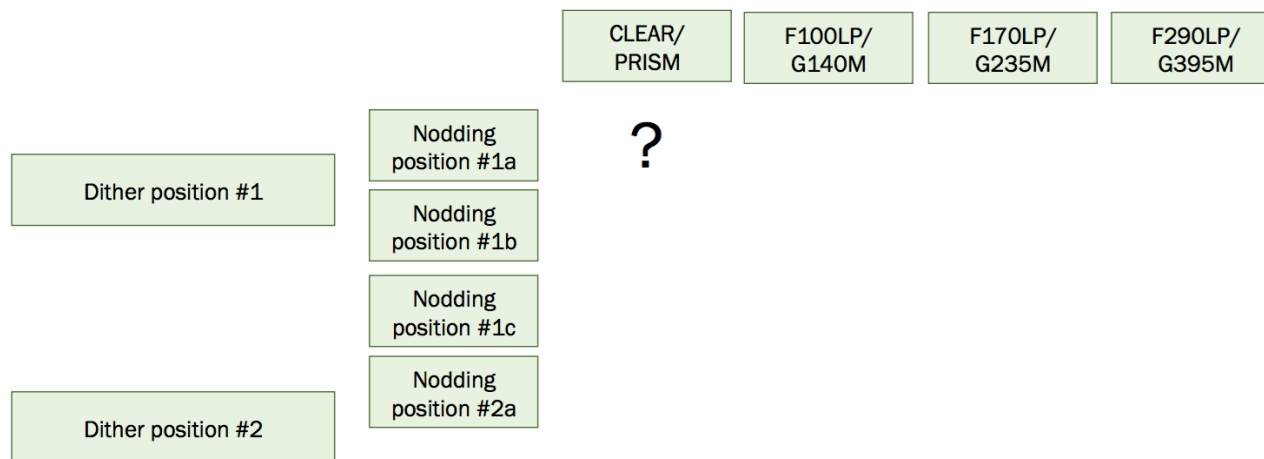 CLEAR/
PRISM
F100LP/
G140M
F170LP/
G235M
F290LP/
G395M
Nodding
position #1a
?
Dither position #1
Nodding
position #1b
Nodding
position #1c
Nodding
position #2a
Dither position #2